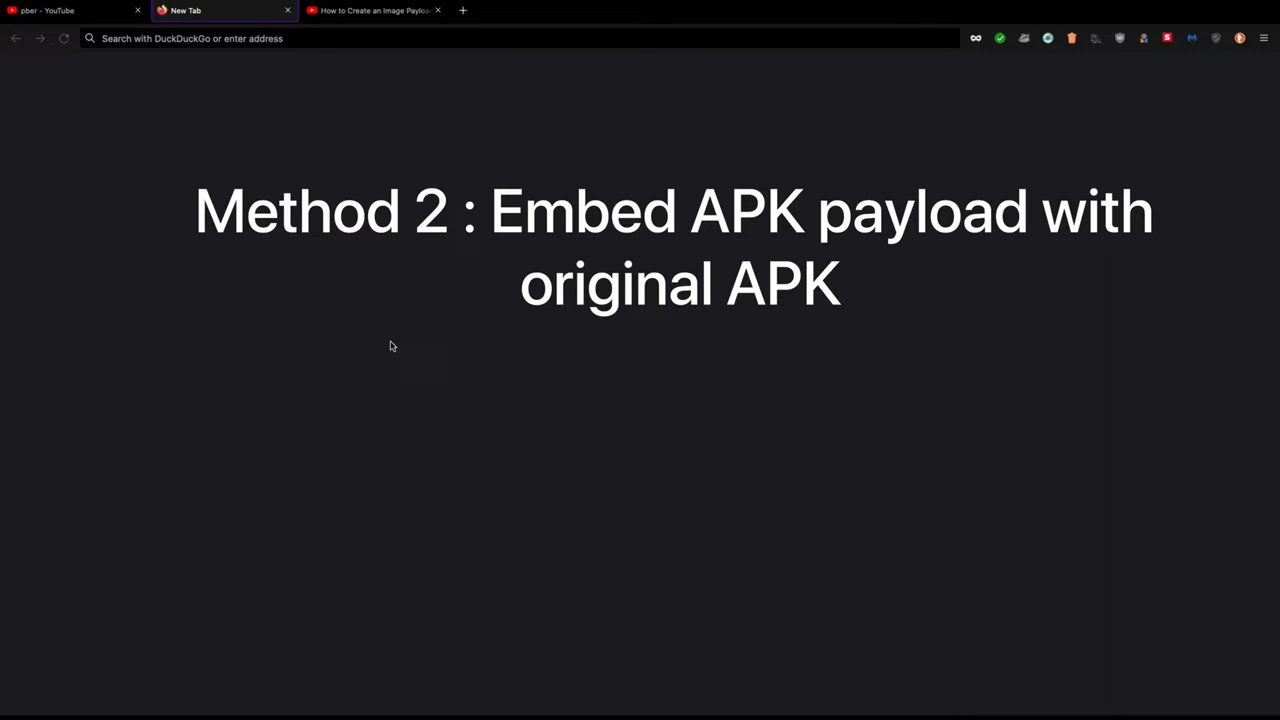 pber - YouTube
New Tab
How to Create an Image Payloa
Search with DuckDuckGo or enter address
Method 2 : Embed APK payload with
original APK